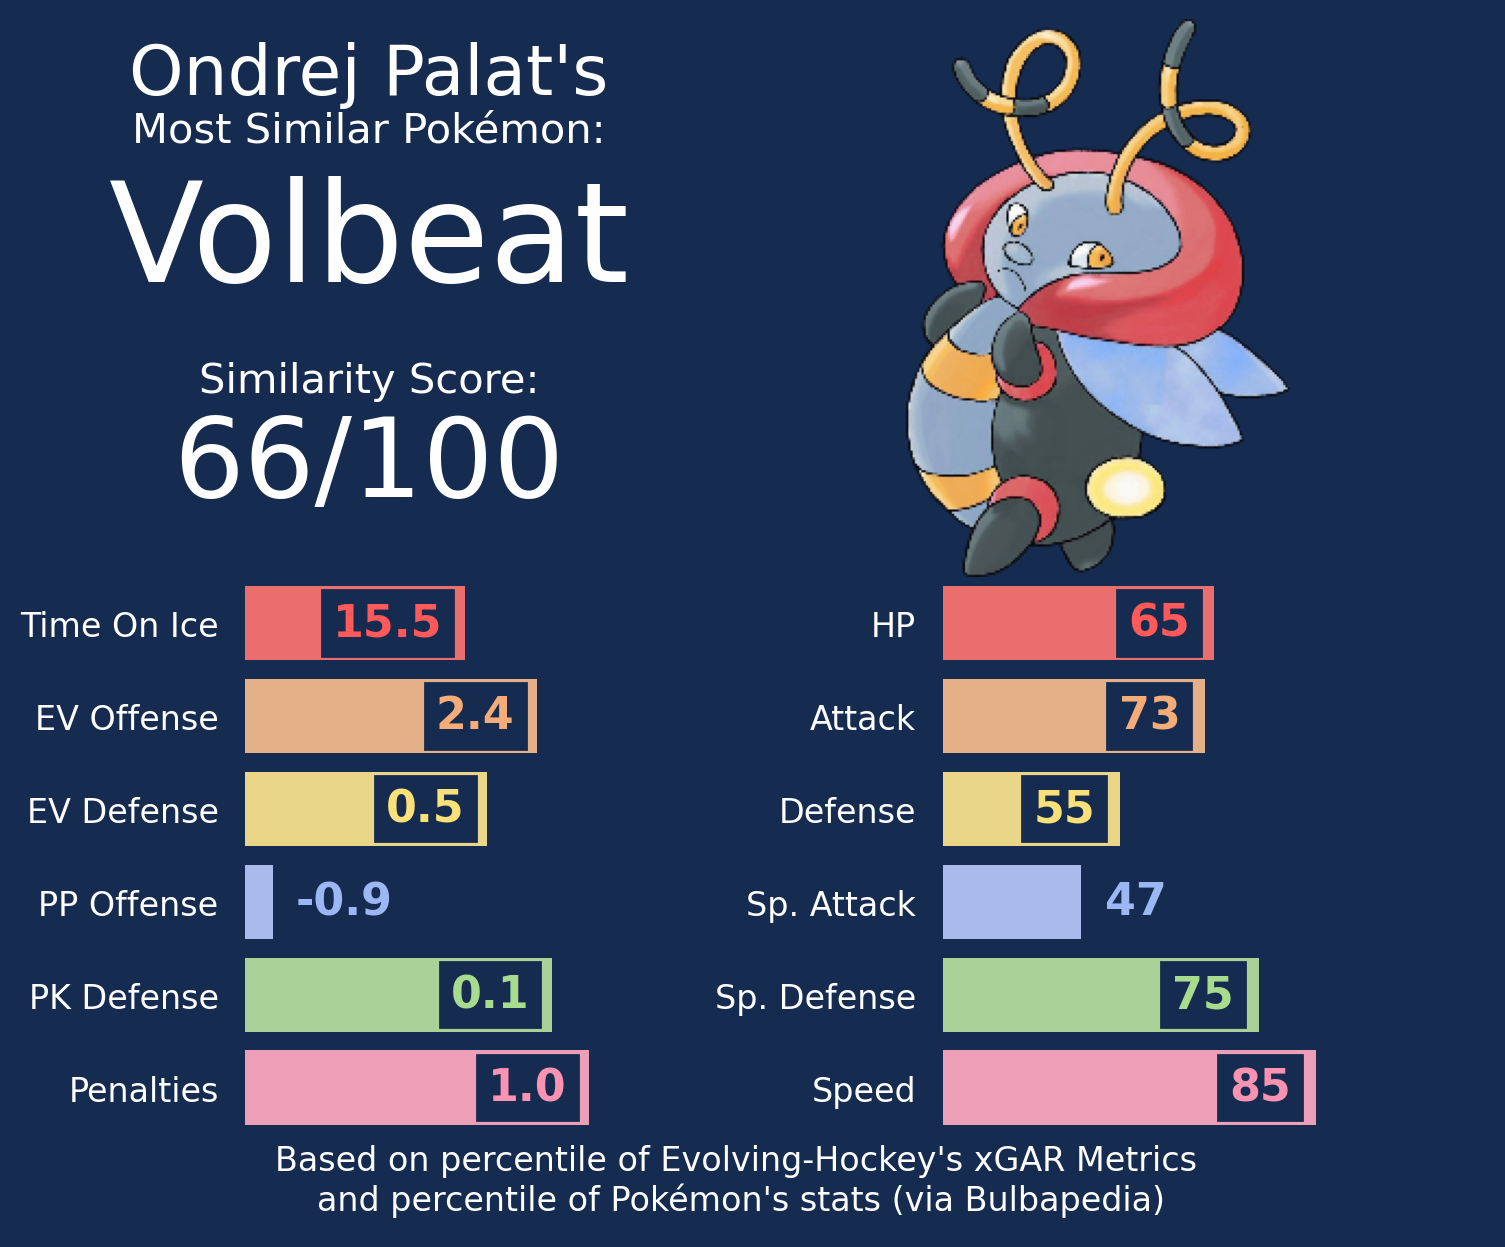 Ondrej Palat's
Most Similar Pokémon:
Volbeat
Similarity Score:
66/100
Time On Ice 15.5
EV Offense 2.4
EV Defense 0.5
PP Offense -0.9
PK Defense 0.1
Penalties 1.0
HP 65
Attack 73
Defense 55
Sp. Attack 47
Sp. Defense 75
Speed 85
Based on percentile of Evolving-Hockey's xGAR Metrics
and percentile of Pokémon's stats (via Bulbapedia)